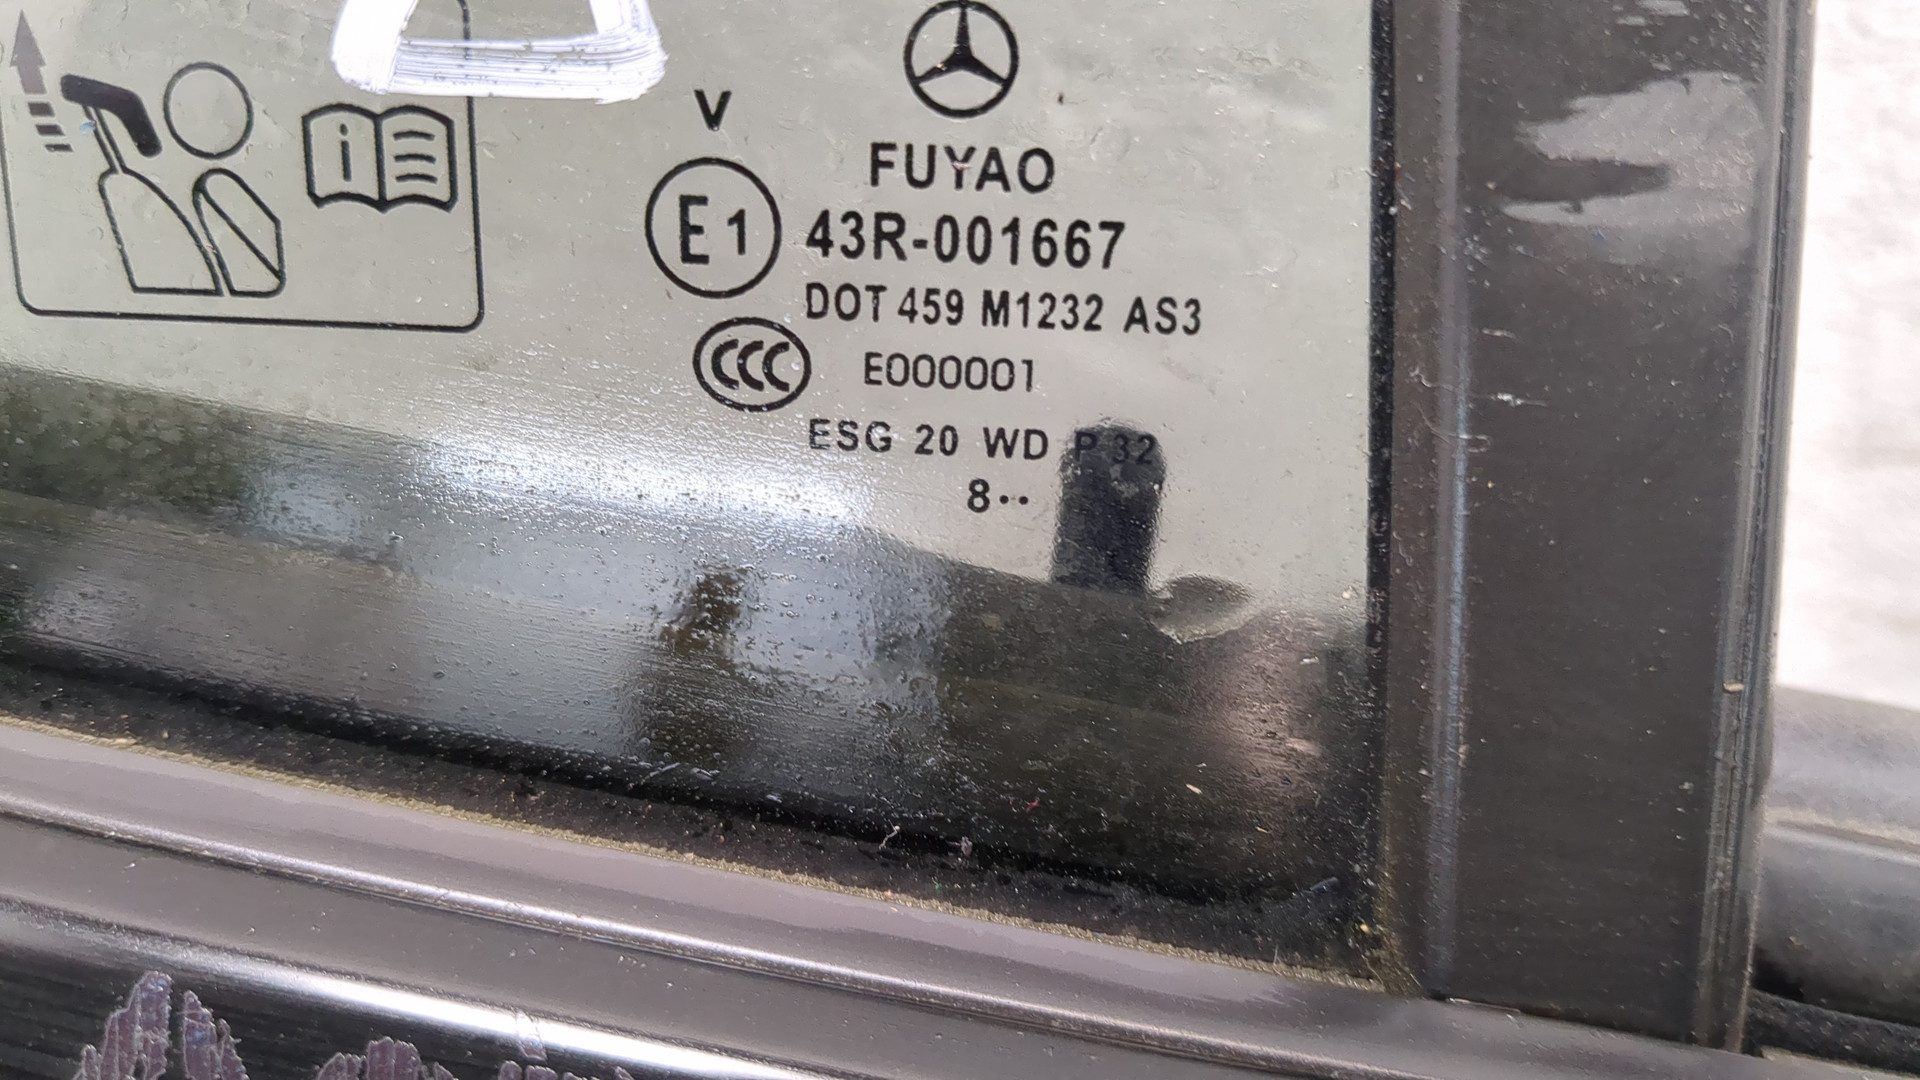 i
V
FUYAO
E1 43R-001667
DOT 459 M1232 AS3
CCC E000001
ESG 20 WD P 32
8··